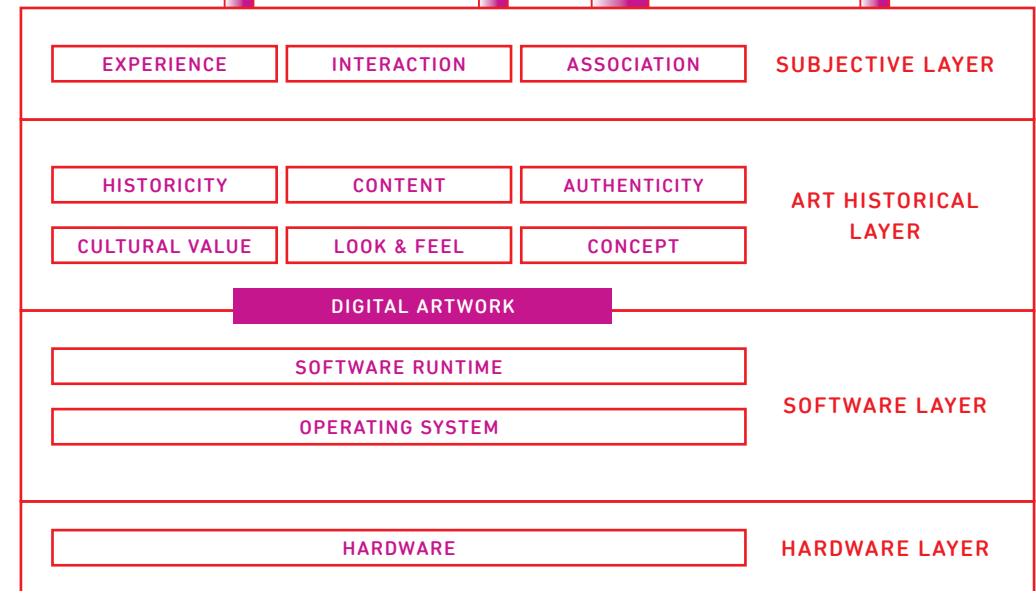 EXPERIENCE
INTERACTION
ASSOCIATION
SUBJECTIVE LAYER
HISTORICITY
CONTENT
AUTHENTICITY
ART HISTORICAL
LAYER
CULTURAL VALUE
LOOK & FEEL
CONCEPT
DIGITAL ARTWORK
SOFTWARE RUNTIME
OPERATING SYSTEM
SOFTWARE LAYER
HARDWARE
HARDWARE LAYER